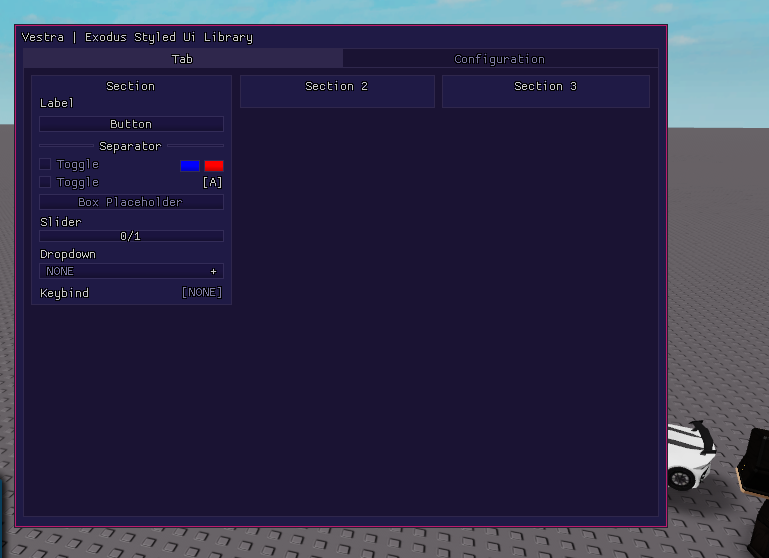 Vestra | Exodus Styled Ui Library
Tab
Configuration
Section
Label
Button
Separator
Toggle
Toggle
[A]
Box Placeholder
Slider
0/1
Dropdown
NONE
+
Keybind
[NONE]
Section 2
Section 3